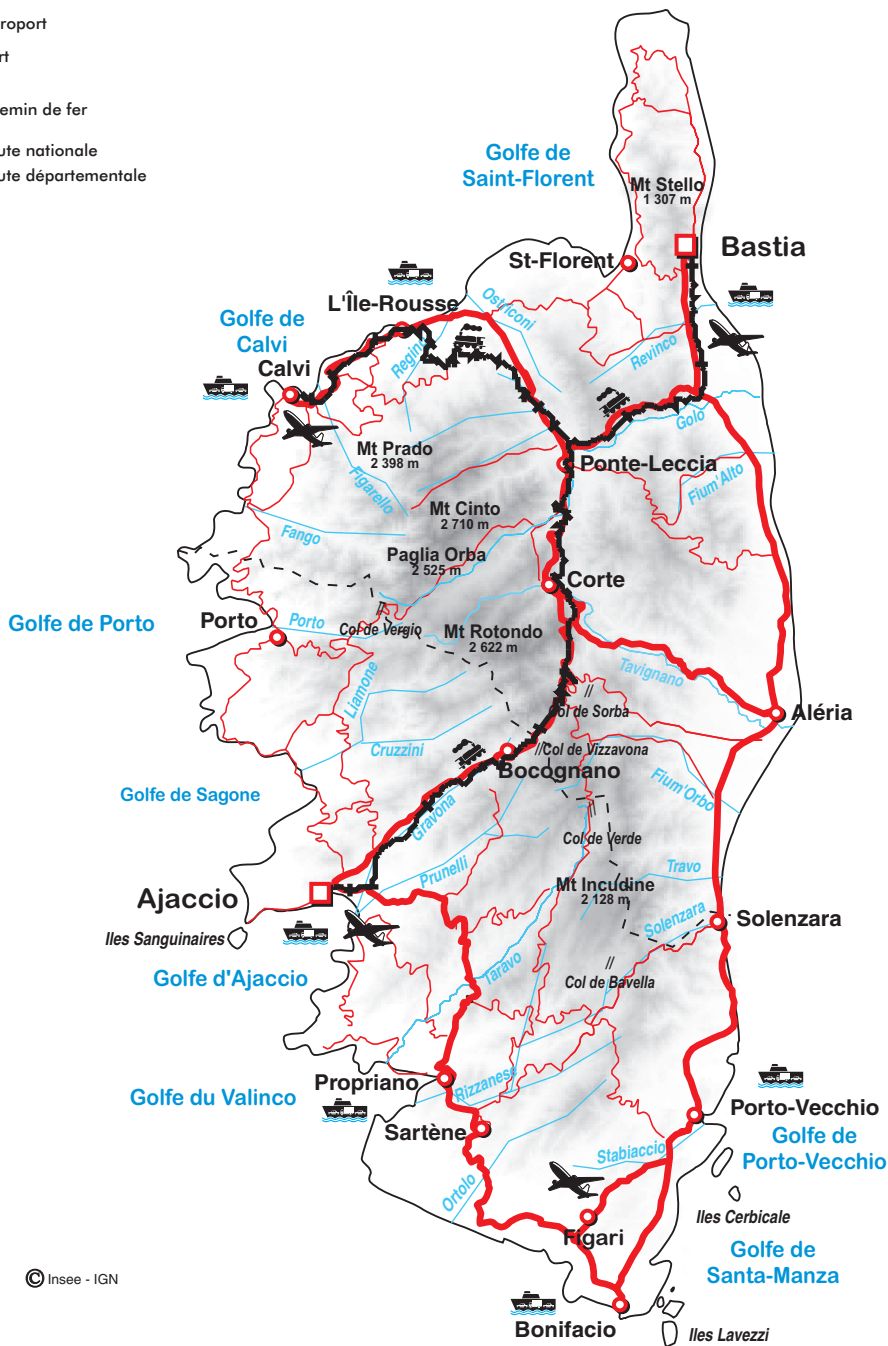 roport
rt
emin de fer
ute nationale
ute départementale
Golfe de
Saint-Florent
Mt Stello
1 307 m
Bastia
St-Florent
L'Île-Rousse
Ostriconi
Golfe de
Calvi
Calvi
Regino
Revinco
Golo
Mt Prado
2 398 m
Ponte-Leccia
Figarello
Fium'Alto
Mt Cinto
2 710 m
Fango
Paglia Orba
2 525 m
Corte
Golfe de Porto
Porto
Porto
Col de Vergio
Mt Rotondo
2 622 m
Tavignano
Liamone
Col de Sorba
Aléria
Cruzzini
Col de Vizzavona
Bocognano
Fium'Orbo
Golfe de Sagone
Gravona
Col de Verde
Prunelli
Travo
Ajaccio
Mt Incudine
2 128 m
Solenzara
Solenzara
Iles Sanguinaires
Golfe d'Ajaccio
Taravo
Col de Bavella
Propriano
Rizzanese
Golfe du Valinco
Porto-Vecchio
Sartène
Golfe de
Porto-Vecchio
Stabiaccio
Ortolo
Iles Cerbicale
Figari
Golfe de
Santa-Manza
© Insee - IGN
Bonifacio
Iles Lavezzi